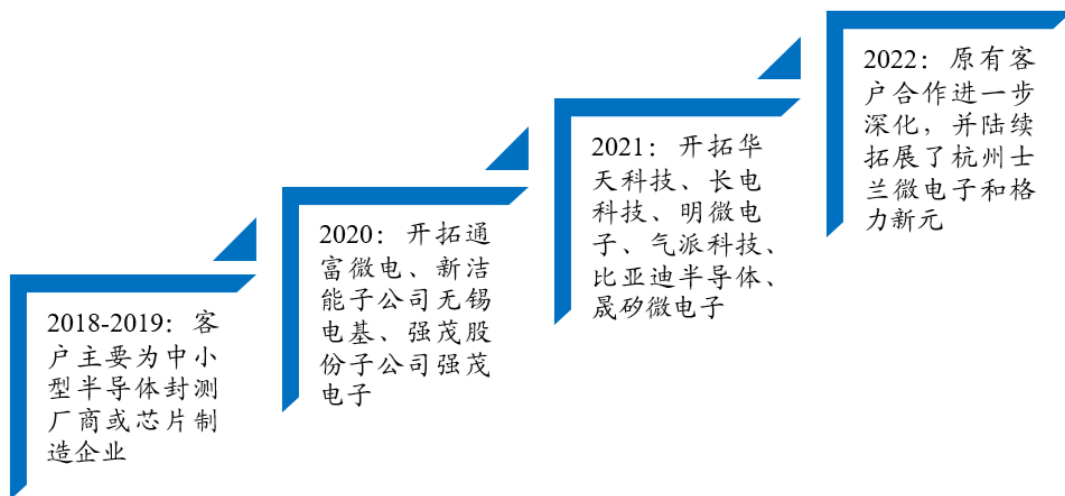 2018-2019：客
户主要为中小
型半导体封测
厂商或芯片制
造企业
2020：开拓通
富微电、新洁
能子公司无锡
电基、强茂股
份子公司强茂
电子
2021：开拓华
天科技、长电
科技、明微电
子、气派科技、
比亚迪半导体、
晟矽微电子
2022：原有客
户合作进一步
深化，并陆续
拓展了杭州士
兰微电子和格
力新元